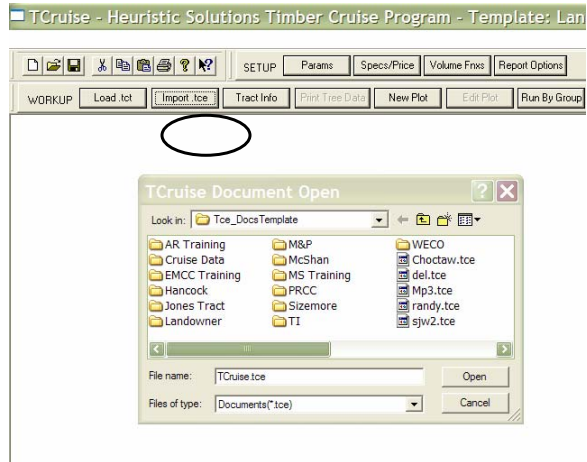 TCruise - Heuristic Solutions Timber Cruise Program - Template: Lan
SETUP Params Specs/Price Volume Fnxs Report Options
WORKUP Load .tct Import .tce Tract Info Print Tree Data New Plot Edit Plot Run By Group
TCruise Document Open
Look in: Tce_DocsTemplate
AR Training M&P WECO
Cruise Data McShan Choctaw.tce
EMCC Training MS Training del.tce
Hancock PRCC Mp3.tce
Jones Tract Sizemore randy.tce
Landowner TI sjw2.tce
File name: TCruise.tce Open
Files of type: Documents(*.tce) Cancel